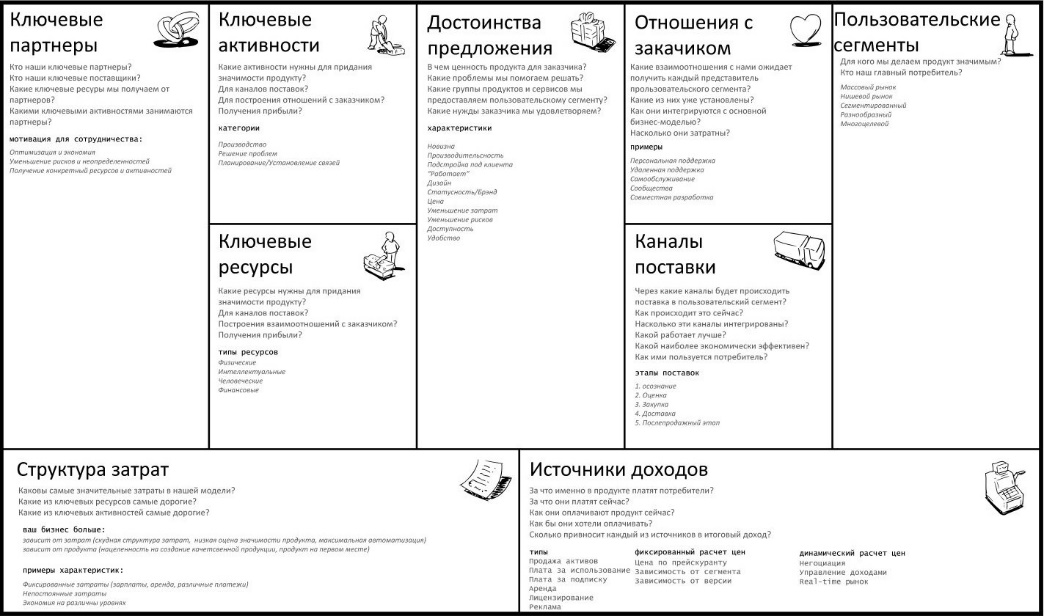 Ключевые
партнеры
Кто наши ключевые партнеры?
Кто наши ключевые поставщики?
Какие ключевые ресуры мы получаем от
партнеров?
Какими ключевыми активностями занимаются
партнеры?
мотивация для сотрудничества:
Оптимизация и экономия
Уменьшение рисков и неопределенностей
Получение конкретный ресурсов и активностей
Ключевые
активности
Какие активности нужны для придания
значимости продукту?
Для каналов поставок?
Для построения отношений с заказчиком?
Получения прибыли?
категории
Производство
Решение проблем
Планирование/Установление связей
Ключевые
ресурсы
Какие ресурсы нужны для придания
значимости продукту?
Для каналов поставок?
Построения взаимоотношений с заказчиком?
Получения прибыли?
типы ресурсов
Физические
Интеллектуальные
Человеческие
Финансовые
Достоинства
предложения
В чем ценность продукта для заказчика?
Какие проблемы мы помогаем решать?
Какие группы продуктов и сервисов мы
предоставляем пользовательскому сегменту?
Какие нужды заказчика мы удовлетворяем?
характеристики
Новизна
Производительность
Подстройка под клиента
"Работает"
Дизайн
Статусность/брэнд
Цена
Уменьшение затрат
Уменьшение рисков
Доступность
Удобство
Отношения с
закачиком
Какие взаимоотношения с нами ожидает
получить каждый представитель
прользовательского сегмента?
Какие из них уже установлены?
Как они интегрируются с основной
бизнес-моделью?
Насколько они затратны?
примеры
Персональная поддержка
Удаленная поддержка
Самообслуживание
Сообщества
Совместная разработка
Каналы
поставки
Через какие каналы будет происходить
поставка в пользовательский сегмент?
Как происходит это сейчас?
Насколько эти каналы интегрированы?
Какой работает лучше?
Какой наиболее экономически эффективен?
Как ими пользуется потребитель?
этапы поставок
1. осознание
2. Оценка
3. Закупка
4. Доставка
5. Послепродажный этап
Пользовательские
сегменты
Для кого мы делаем продукт значимым?
Кто наш главный потребитель?
Массовый рынок
Нишевой рынок
Сегментированный
Разнообразный
Многоцелевой
Структура затрат
Каковы самые значительные затраты в нашей модели?
Какие из ключевых ресурсов самые дорогие?
Какие из ключевых активностей самые дорогие?
ваш бизнес больше:
зависит от затрат (скудная структура затрат, низкая оценка значимости продукта, максимальная автоматизация)
зависит от продукта (нацеленность на создание качетсвенной продукции, продукт на первом месте)
примеры характеристик:
Фиксированные затраты (зарплаты, аренда, различные платежи)
Непостоянные затраты
Экономия на различны уровнях
Источники доходов
За что именно в продукте платят потребители?
За что они платят сейчас?
Как они оплачивают продукт сейчас?
Как бы они хотели оплачивать?
Сколько привносит каждый из источников в итоговый доход?
типы
Продажа активов
Плата за использование
Плата за подписку
Аренда
Лицензирование
Реклама
фиксированный расчет цен
Цена по прейскуранту
Зависимость от сегмента
Зависимость от версии
динамический расчет цен
Негоциация
Управление доходами
Real-time рынок